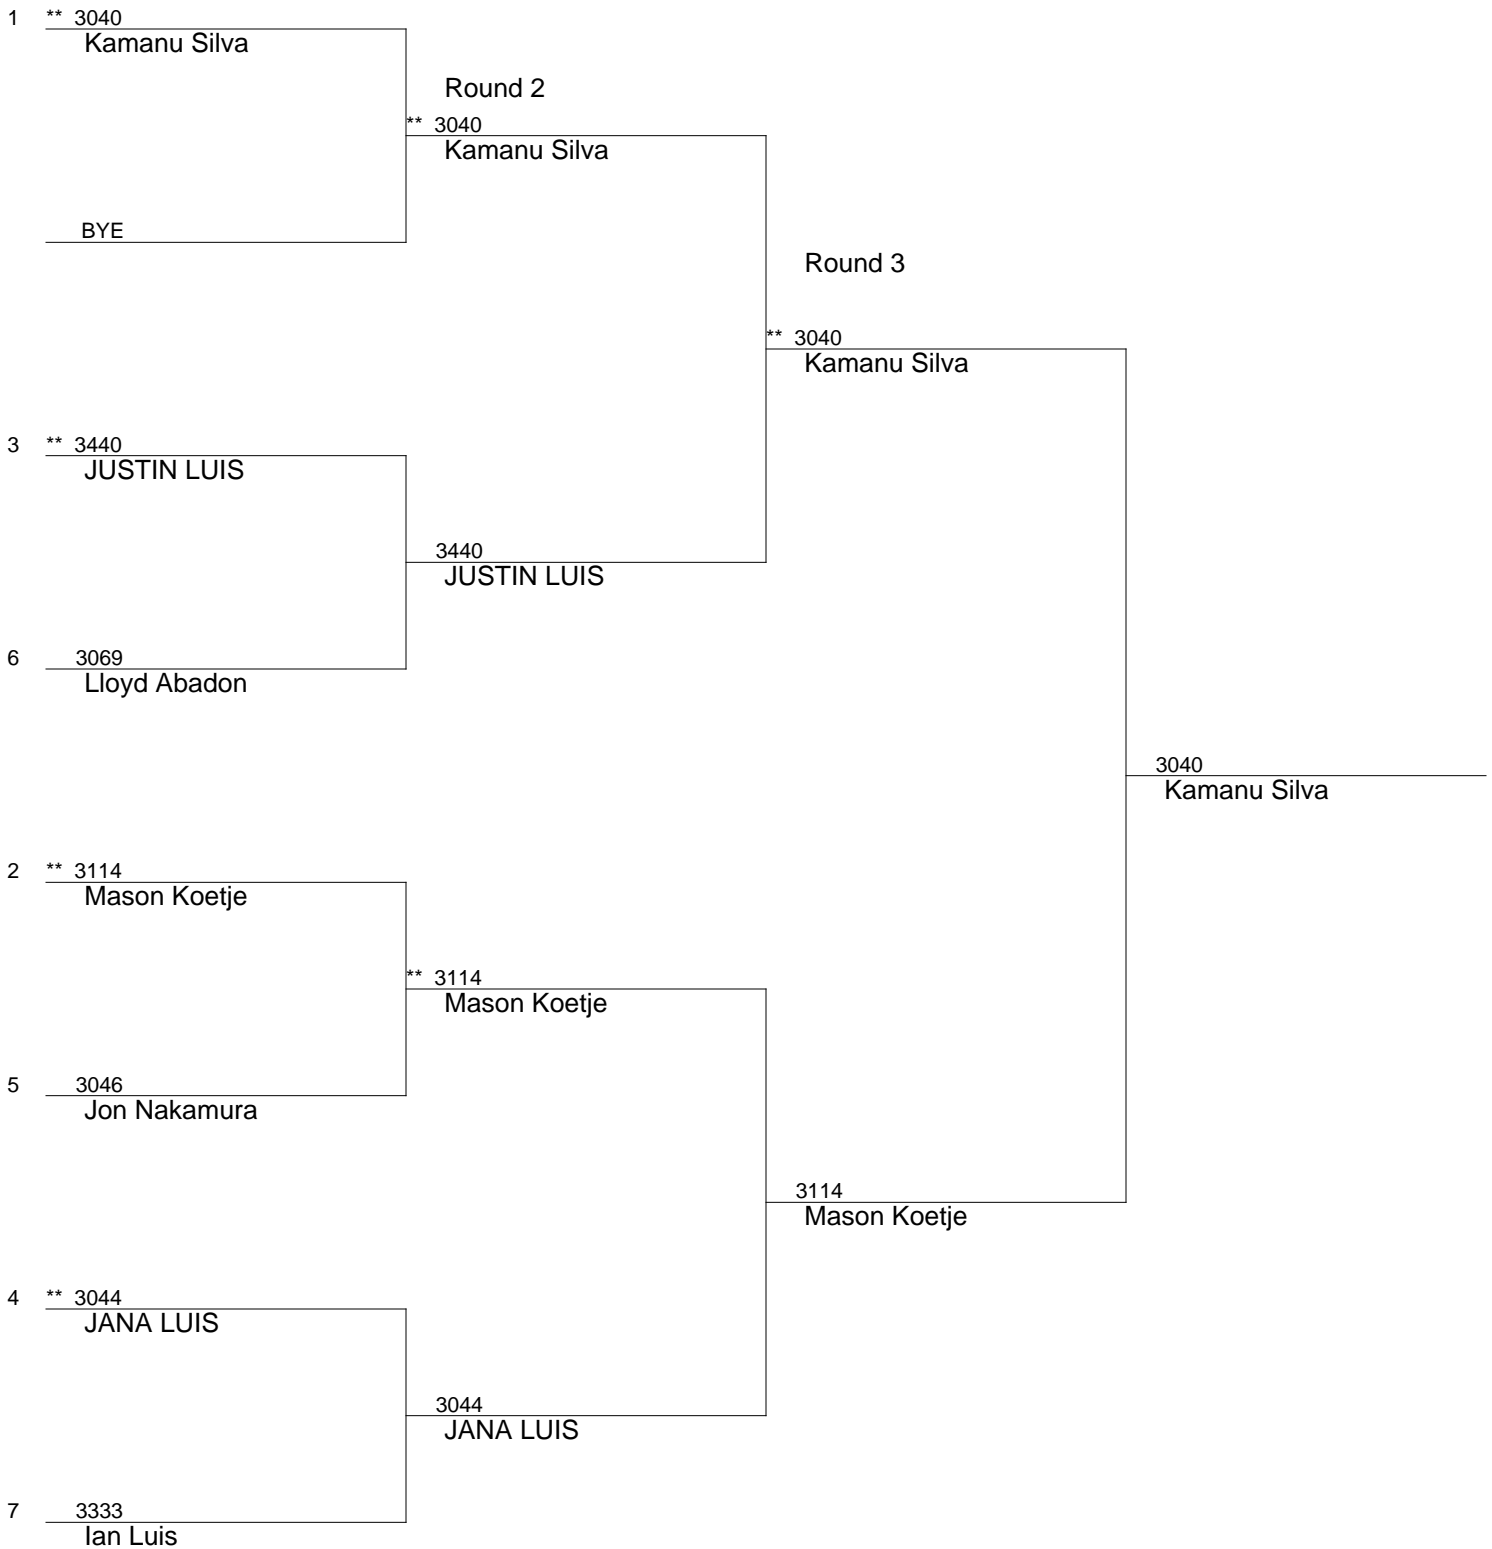 1 ** 3040
Kamanu Silva
Round 2
** 3040
Kamanu Silva
BYE
Round 3
** 3040
Kamanu Silva
3 ** 3440
JUSTIN LUIS
3440
JUSTIN LUIS
6 3069
Lloyd Abadon
3040
Kamanu Silva
2 ** 3114
Mason Koetje
** 3114
Mason Koetje
5 3046
Jon Nakamura
3114
Mason Koetje
4 ** 3044
JANA LUIS
3044
JANA LUIS
7 3333
Ian Luis